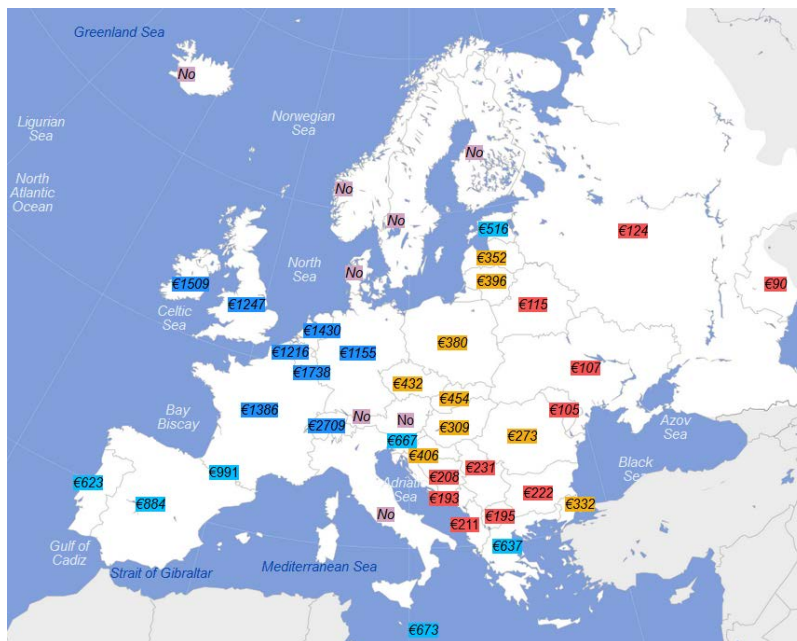 Greenland Sea
No
Norwegian
Sea
Ligurian
Sea
No
North
Atlantic
Ocean
No
No
€516
€124
€352
North
Sea
No
€396
€90
€1509
€1247
€115
Celtic
Sea
€1430
€380
€1216
€1155
€107
€1738
€432
€454
Bay
Biscay
€1386
No
No
€105
€2709
€309
€273
Azov
Sea
€667
€406
€231
Black
Se
€991
€208
Adria
Sea
€623
€193
€222
€884
€332
No
€195
€211
Gulf of
Cadiz
€637
Strait of Gibraltar
Mediterranean Sea
€673